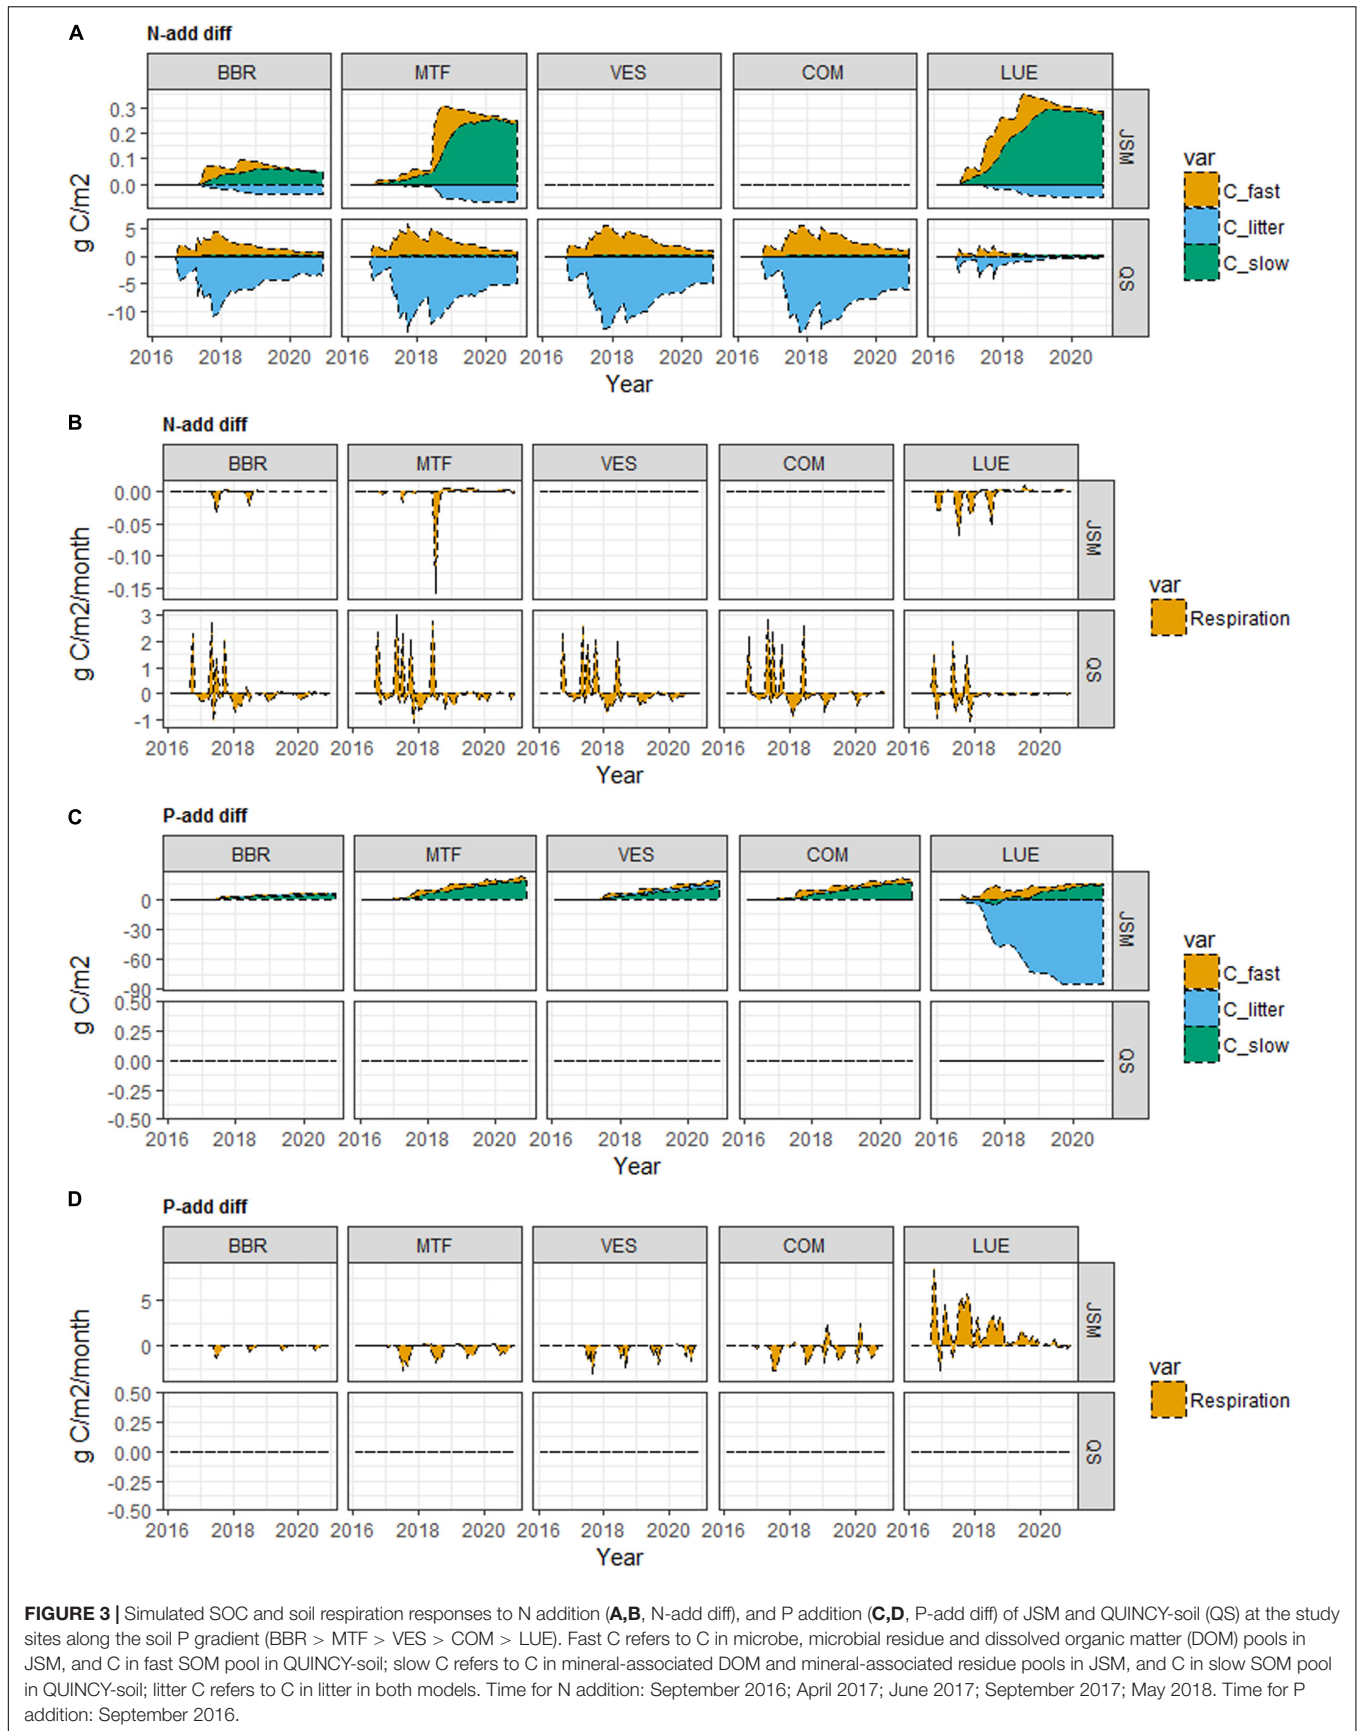 A N-add diff
BBR MTF VES COM LUE
0.3
0.2
0.1
0.0
JSM
5
0
-5
-10
QS
g C/m2
2016 2018 2020 2016 2018 2020 2016 2018 2020 2016 2018 2020 2016 2018 2020
Year
var
C_fast
C_litter
C_slow
B N-add diff
BBR MTF VES COM LUE
0.00
-0.05
-0.10
-0.15
JSM
3
2
1
0
-1
QS
g C/m2/month
2016 2018 2020 2016 2018 2020 2016 2018 2020 2016 2018 2020 2016 2018 2020
Year
var
Respiration
C P-add diff
BBR MTF VES COM LUE
0
-30
-60
-90
JSM
0.50
0.25
0.00
-0.25
-0.50
QS
g C/m2
2016 2018 2020 2016 2018 2020 2016 2018 2020 2016 2018 2020 2016 2018 2020
Year
var
C_fast
C_litter
C_slow
D P-add diff
BBR MTF VES COM LUE
5
0
JSM
0.50
0.25
0.00
-0.25
-0.50
QS
g C/m2/month
2016 2018 2020 2016 2018 2020 2016 2018 2020 2016 2018 2020 2016 2018 2020
Year
var
Respiration
FIGURE 3 | Simulated SOC and soil respiration responses to N addition (A,B, N-add diff), and P addition (C,D, P-add diff) of JSM and QUINCY-soil (QS) at the study
sites along the soil P gradient (BBR > MTF > VES > COM > LUE). Fast C refers to C in microbe, microbial residue and dissolved organic matter (DOM) pools in
JSM, and C in fast SOM pool in QUINCY-soil; slow C refers to C in mineral-associated DOM and mineral-associated residue pools in JSM, and C in slow SOM pool
in QUINCY-soil; litter C refers to C in litter in both models. Time for N addition: September 2016; April 2017; June 2017; September 2017; May 2018. Time for P
addition: September 2016.